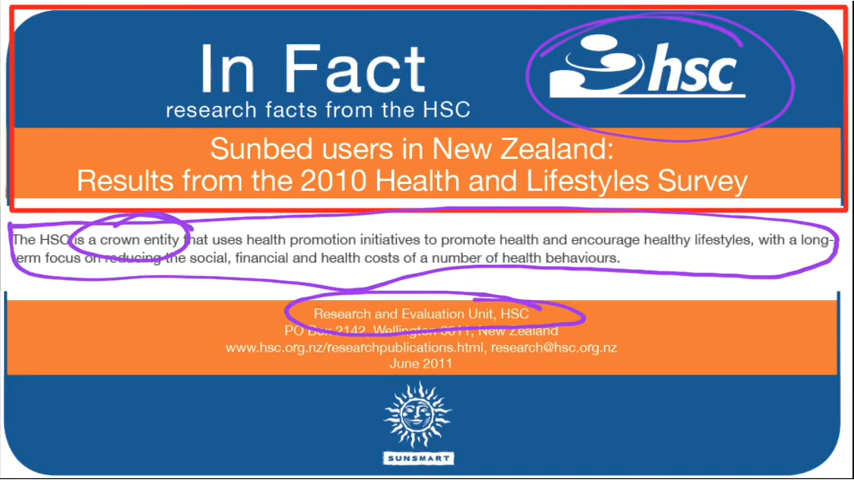 In Fact
hsc
research facts from the HSC
Sunbed users in New Zealand:
Results from the 2010 Health and Lifestyles Survey
The HSC is a crown entity that uses health promotion initiatives to promote health and encourage healthy lifestyles, with a long-
term focus on reducing the social, financial and health costs of a number of health behaviours.
Research and Evaluation Unit, HSC
PO Box 2142, Wellington 6011, New Zealand
www.hsc.org.nz/researchpublications.html, research@hsc.org.nz
June 2011
SUNSMART